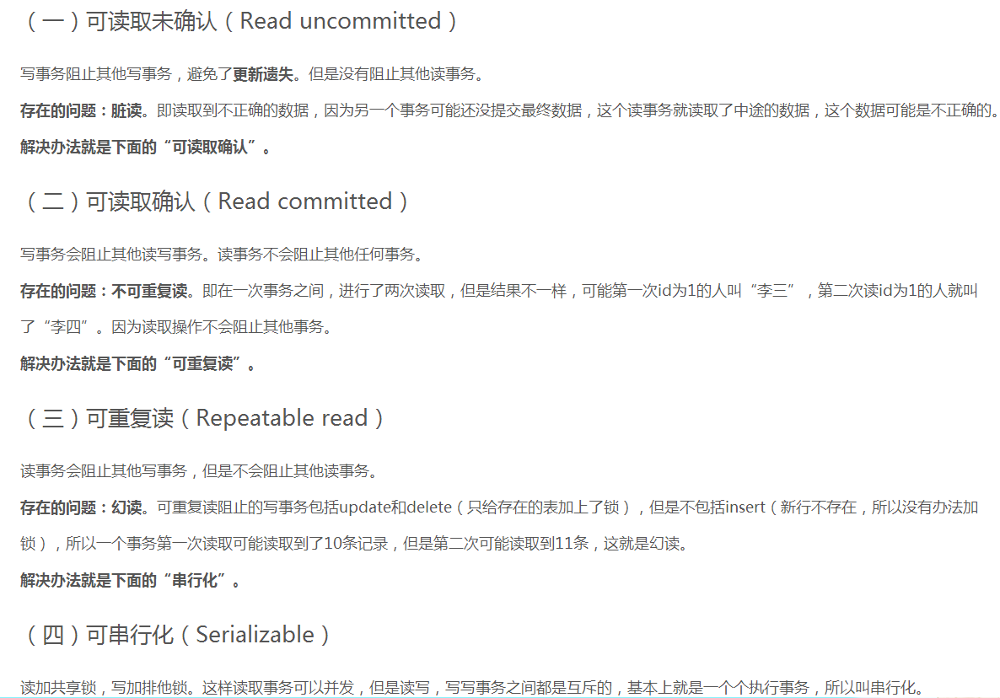 （一）可读取未确认（Read uncommitted）
写事务阻止其他写事务，避免了更新遗失。但是没有阻止其他读事务。
存在的问题：脏读。即读取到不正确的数据，因为另一个事务可能还没提交最终数据，这个读事务就读取了中途的数据，这个数据可能是不正确的。
解决办法就是下面的“可读取确认”。
（二）可读取确认（Read committed）
写事务会阻止其他读写事务。读事务不会阻止其他任何事务。
存在的问题：不可重复读。即在一次事务之间，进行了两次读取，但是结果不一样，可能第一次id为1的人叫“李三”，第二次读id为1的人就叫
了“李四”。因为读取操作不会阻止其他事务。
解决办法就是下面的“可重复读”。
（三）可重复读（Repeatable read）
读事务会阻止其他写事务，但是不会阻止其他读事务。
存在的问题：幻读。可重复读阻止的写事务包括update和delete（只给存在的表加上了锁），但是不包括insert（新行不存在，所以没有办法加
锁），所以一个事务第一次读取可能读取到了10条记录，但是第二次可能读取到11条，这就是幻读。
解决办法就是下面的“串行化”。
（四）可串行化（Serializable）
读加共享锁，写加排他锁。这样读取事务可以并发，但是读写，写写事务之间都是互斥的，基本上就是一个个执行事务，所以叫串行化。